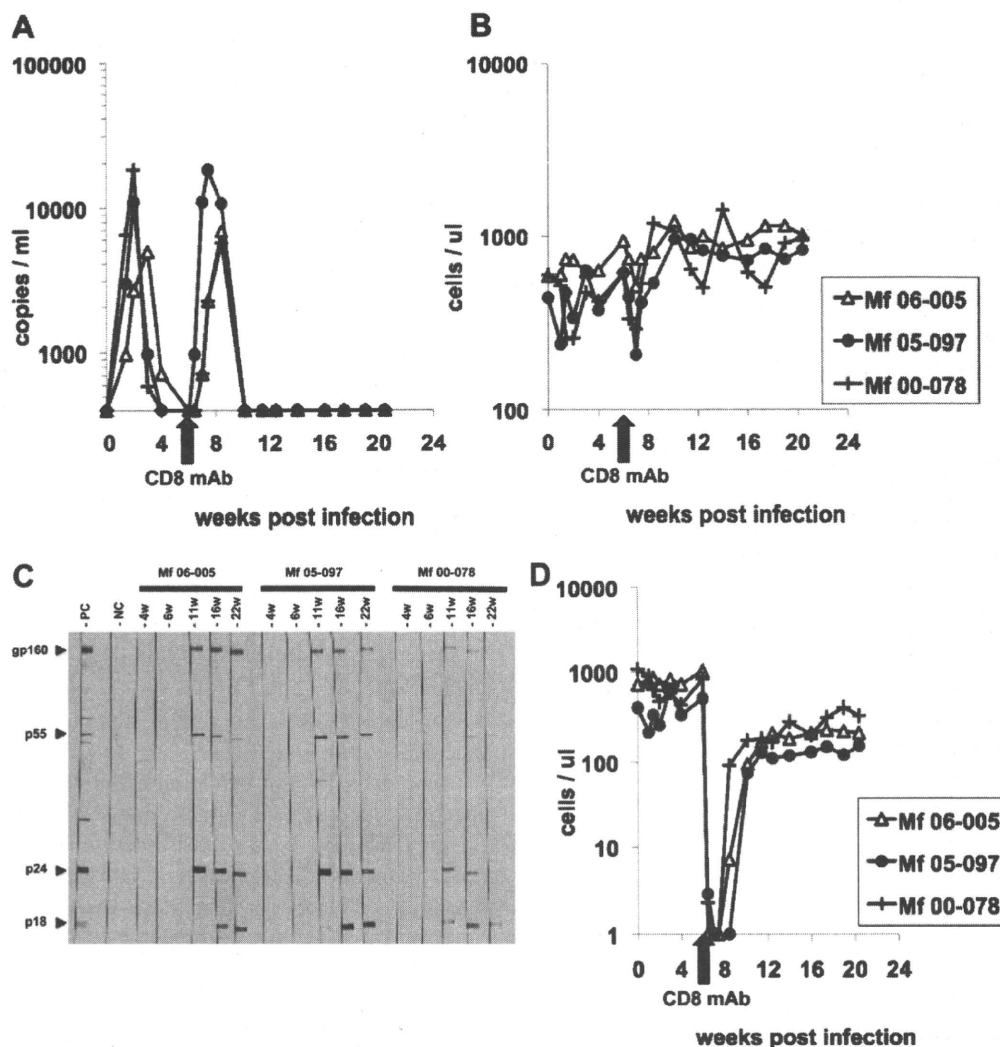 A
100000
10000
1000
copies / ml
0 4 8 12 16 20 24
CD8 mAb
weeks post infection
B
10000
1000
100
cells / ul
0 4 8 12 16 20 24
CD8 mAb
weeks post infection
Mf 06-005
Mf 05-097
Mf 00-078
C
Mf 06-005 Mf 05-097 Mf 00-078
- PC - NC - 4w - 6w - 11w - 16w - 22w - 4w - 6w - 11w - 16w - 22w - 4w - 6w - 11w - 16w - 22w
gp160
p55
p24
p18
D
10000
1000
100
10
1
cells / ul
0 4 8 12 16 20 24
CD8 mAb
weeks post infection
Mf 06-005
Mf 05-097
Mf 00-078